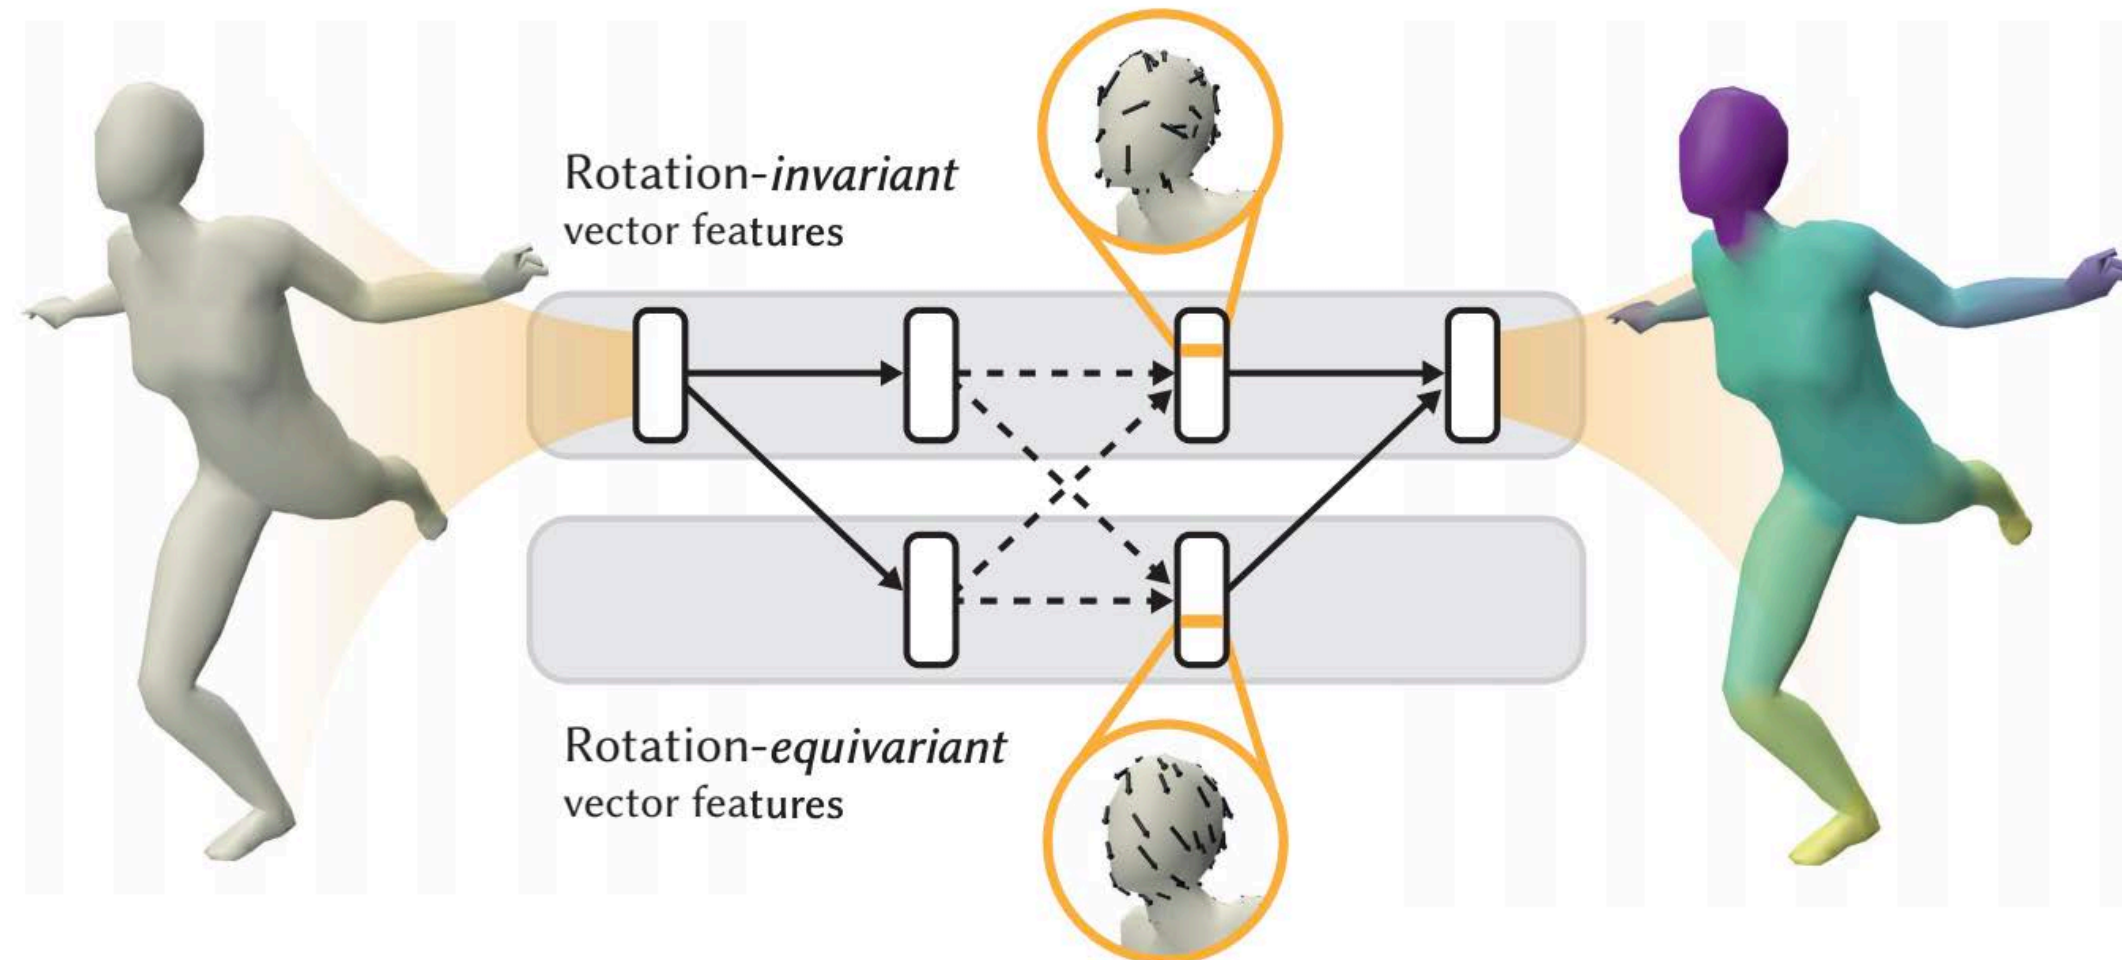 Rotation-invariant
vector features
Rotation-equivariant
vector features